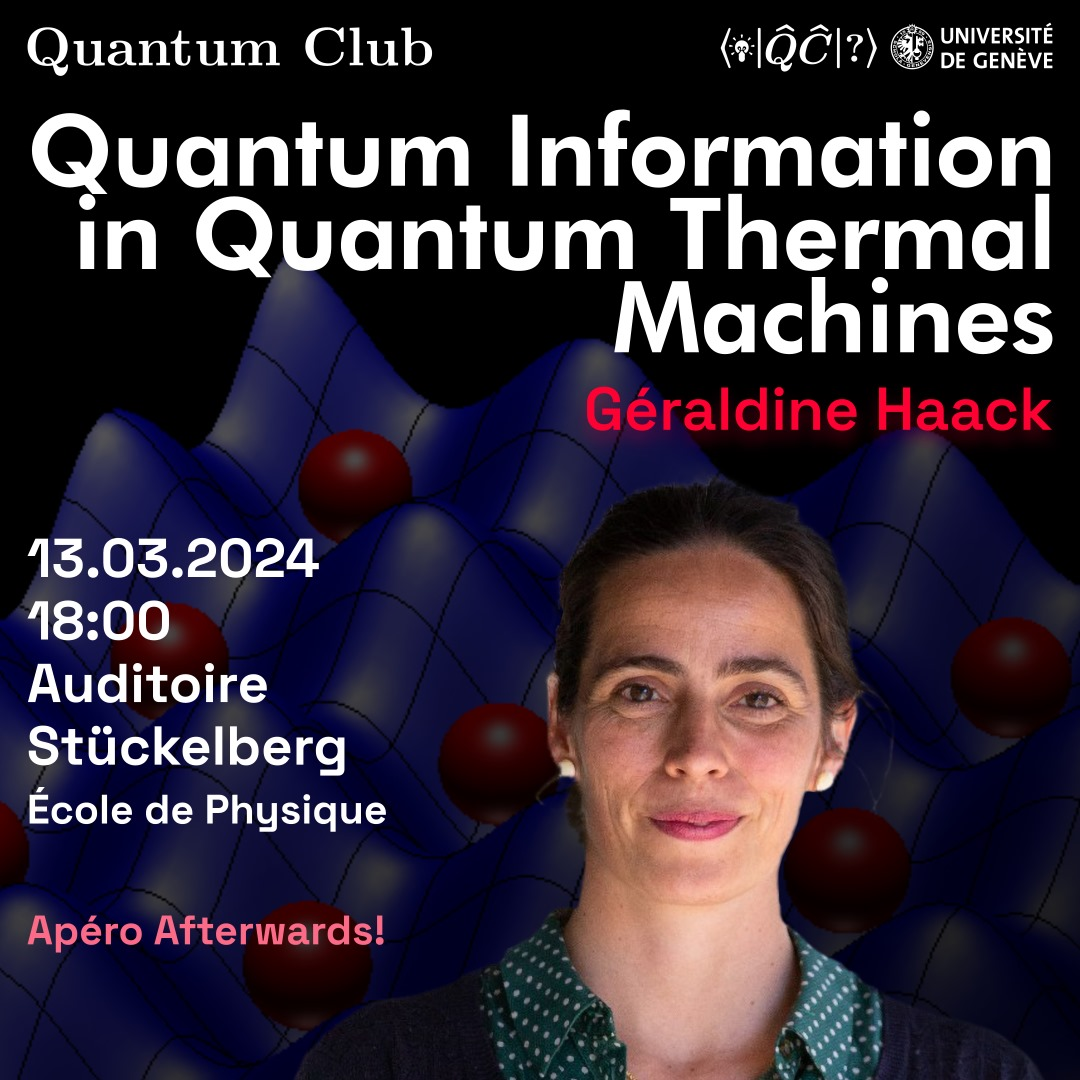 Quantum Club
⟨|Q̂Ĉ|?⟩
UNIVERSITÉ
DE GENÈVE
Quantum Information
in Quantum Thermal
Machines
Géraldine Haack
13.03.2024
18:00
Auditoire
Stückelberg
École de Physique
Apéro Afterwards!